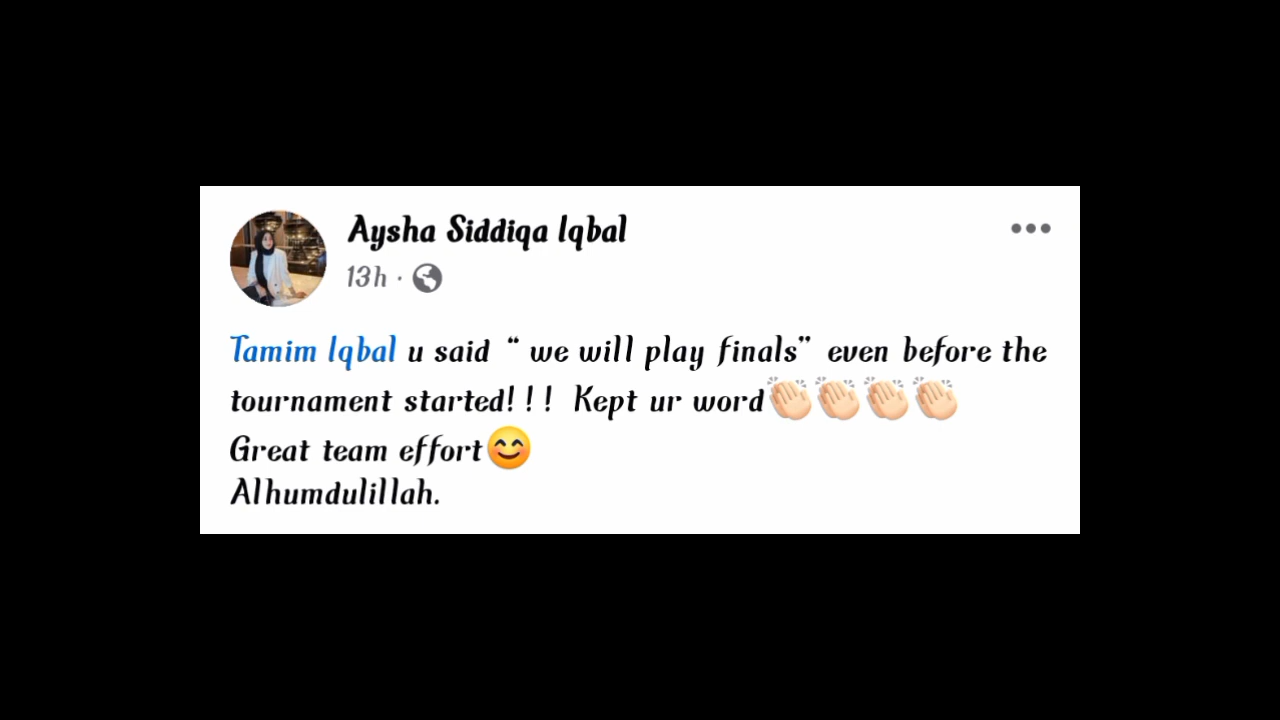 Aysha Siddiqa Iqbal
13h ·
Tamim Iqbal u said “ we will play finals” even before the
tournament started! ! ! Kept ur word👏🏻👏🏻👏🏻👏🏻
Great team effort😊
Alhumdulillah.